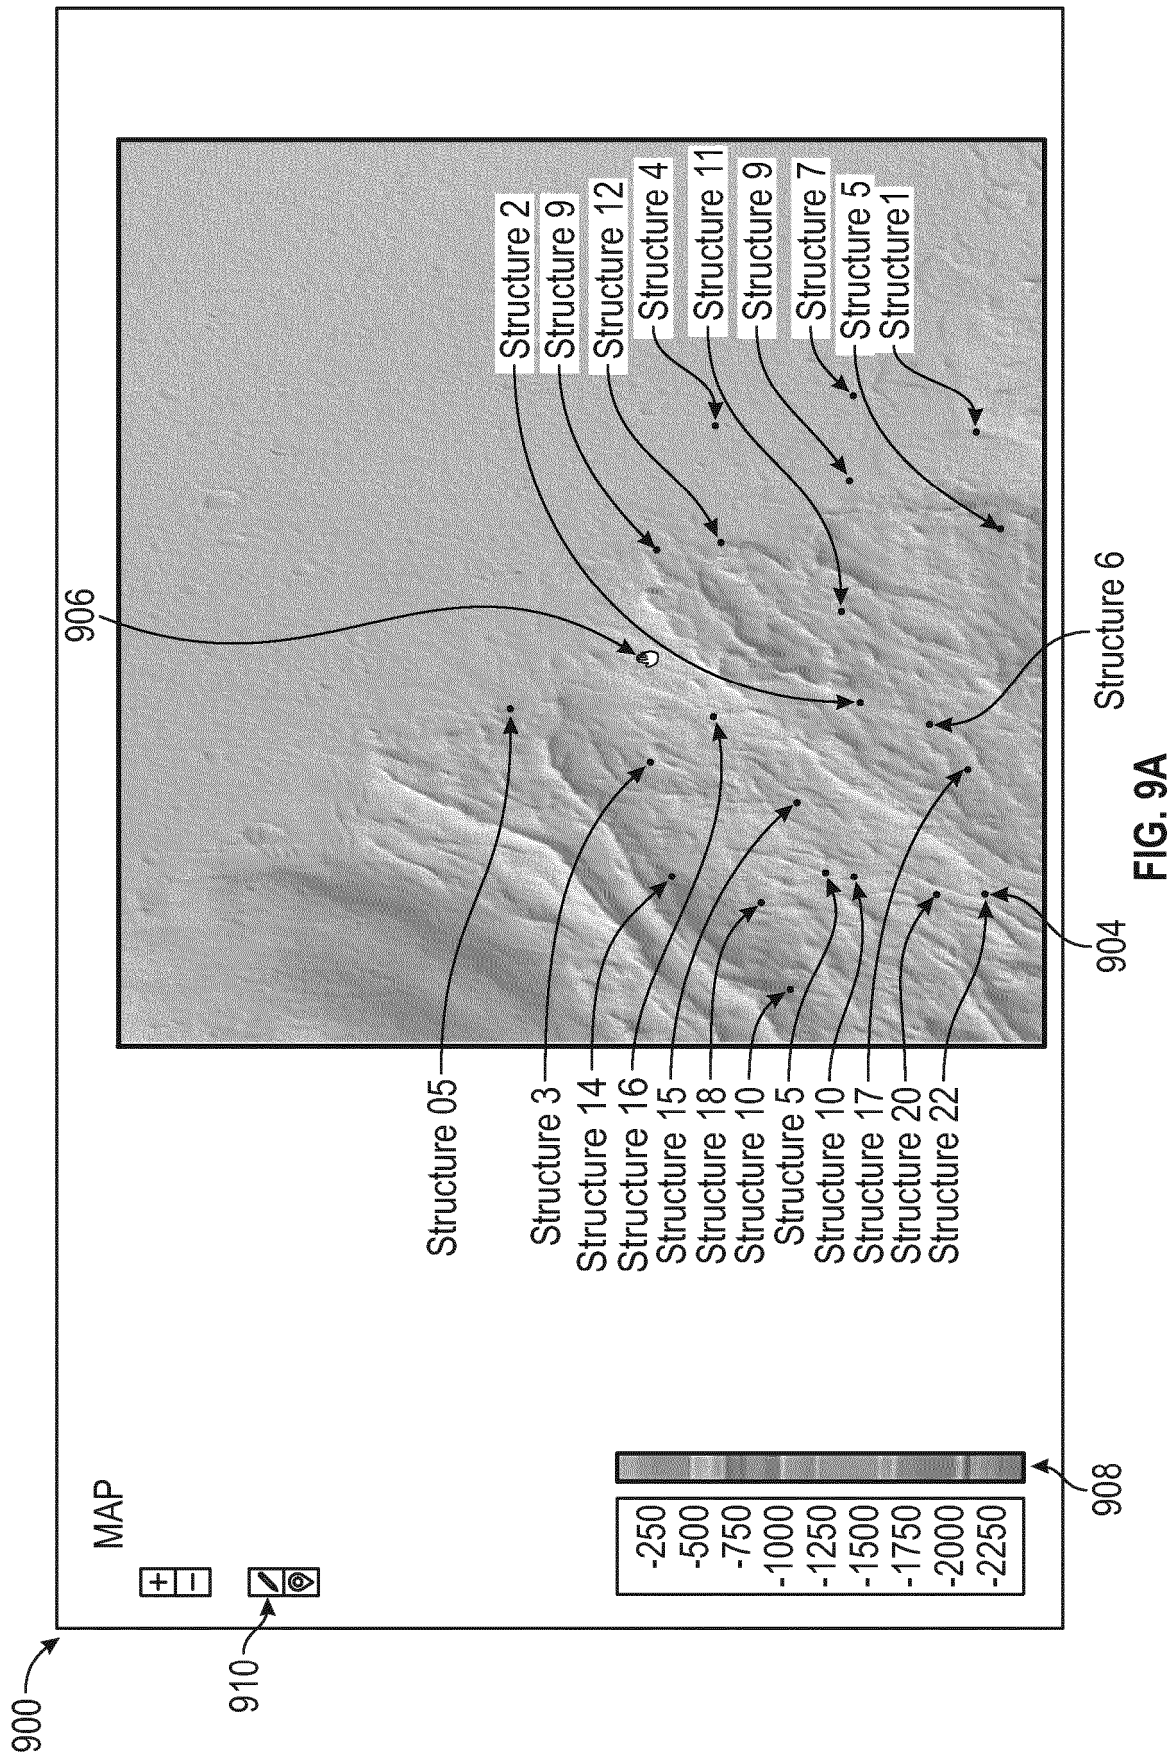 900
MAP
+
−
910
906
Structure 2
Structure 9
Structure 12
Structure 4
Structure 11
Structure 9
Structure 7
Structure 5
Structure1
Structure 05
Structure 3
Structure 14
Structure 16
Structure 15
Structure 18
Structure 10
Structure 5
Structure 10
Structure 17
Structure 20
Structure 22
-250
-500
-750
-1000
-1250
-1500
-1750
-2000
-2250
908
904
Structure 6
FIG. 9A